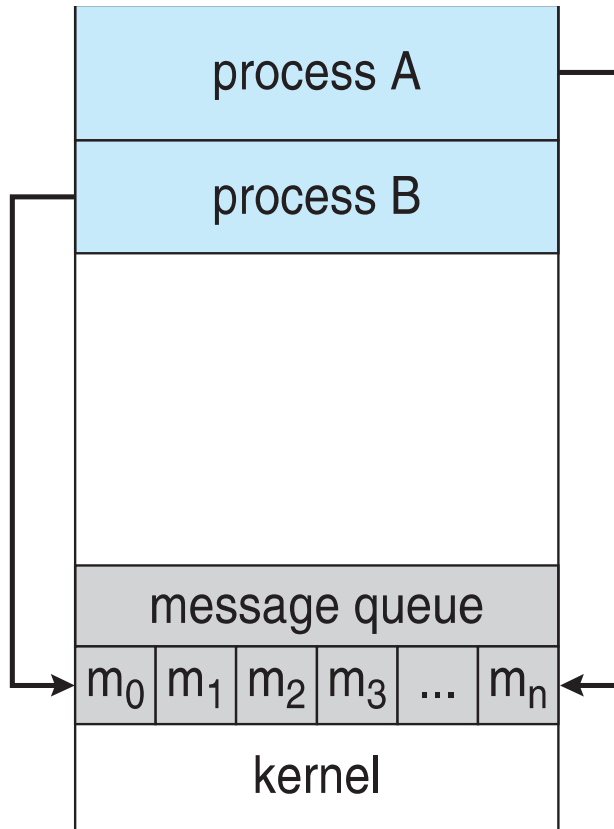 process A
process B
message queue
m₀ m₁ m₂ m₃ ... mₙ
kernel